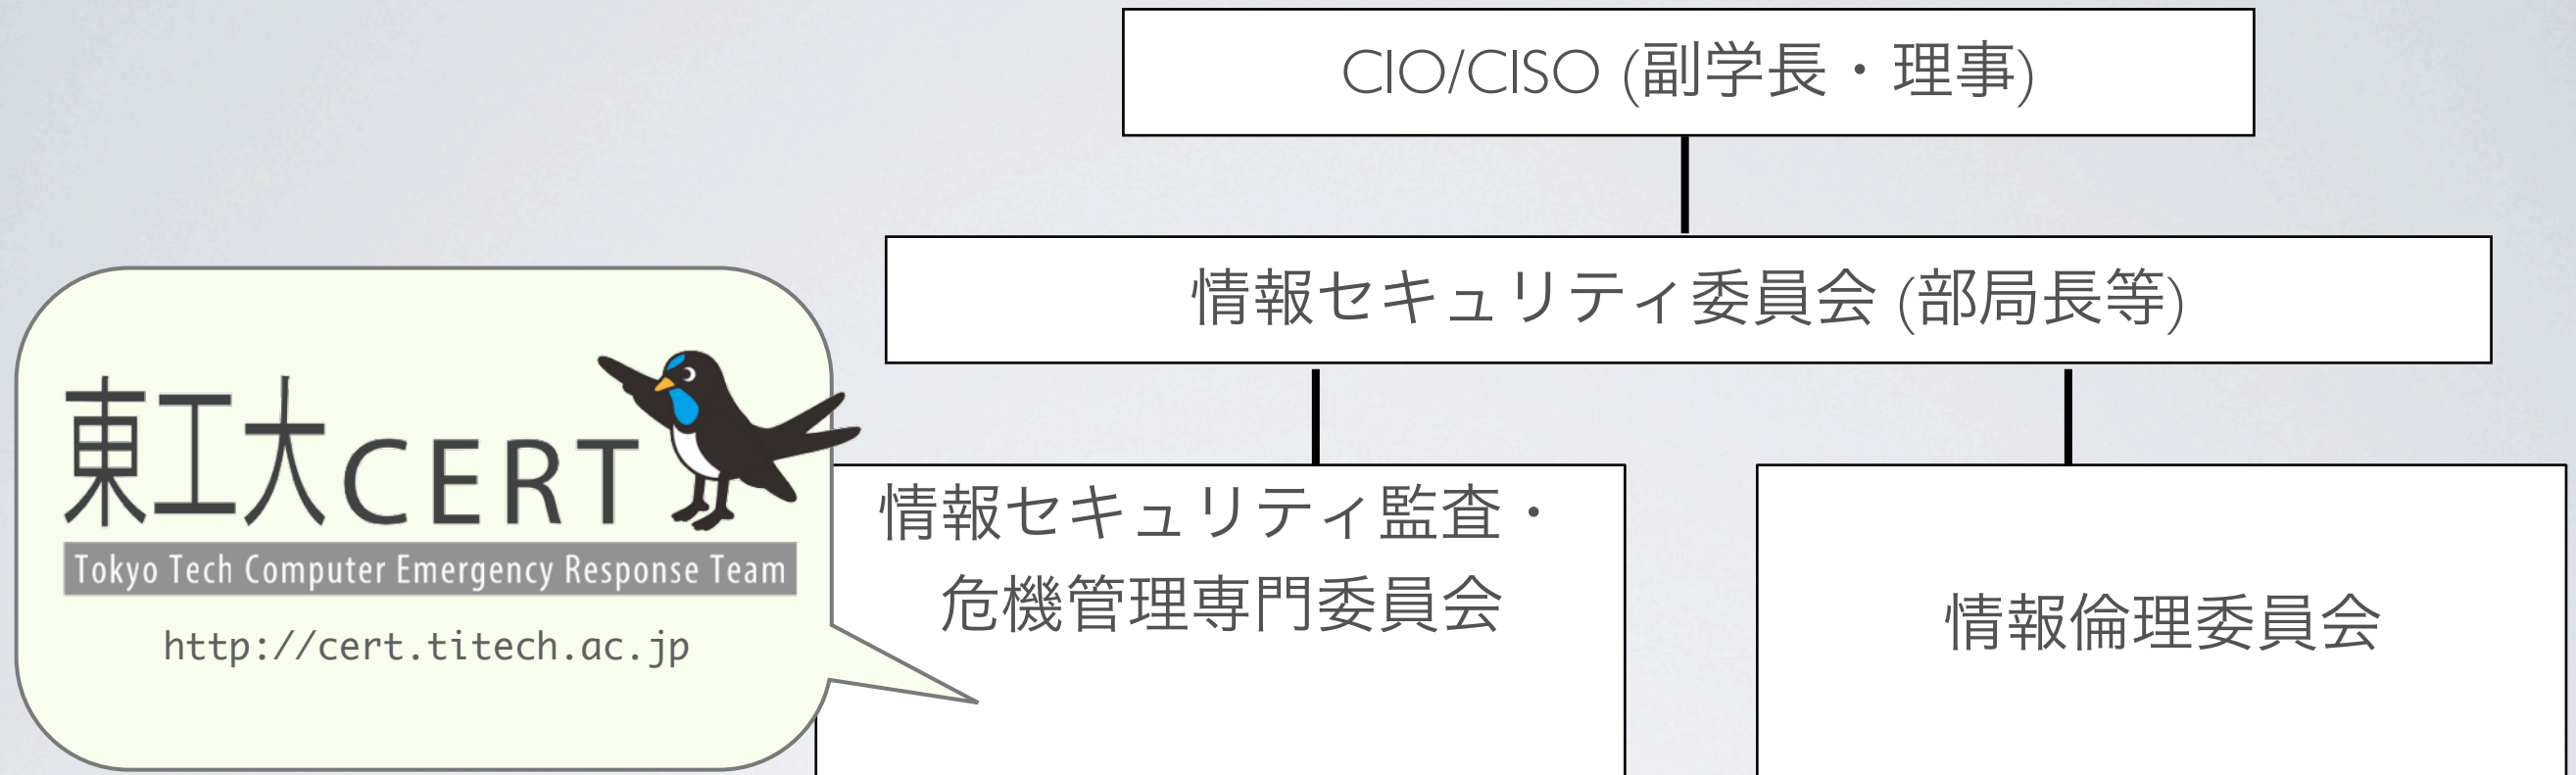 CIO/CISO (副学長・理事)
情報セキュリティ委員会 (部局長等)
東工大CERT
Tokyo Tech Computer Emergency Response Team
http://cert.titech.ac.jp
情報セキュリティ監査・
危機管理専門委員会
情報倫理委員会